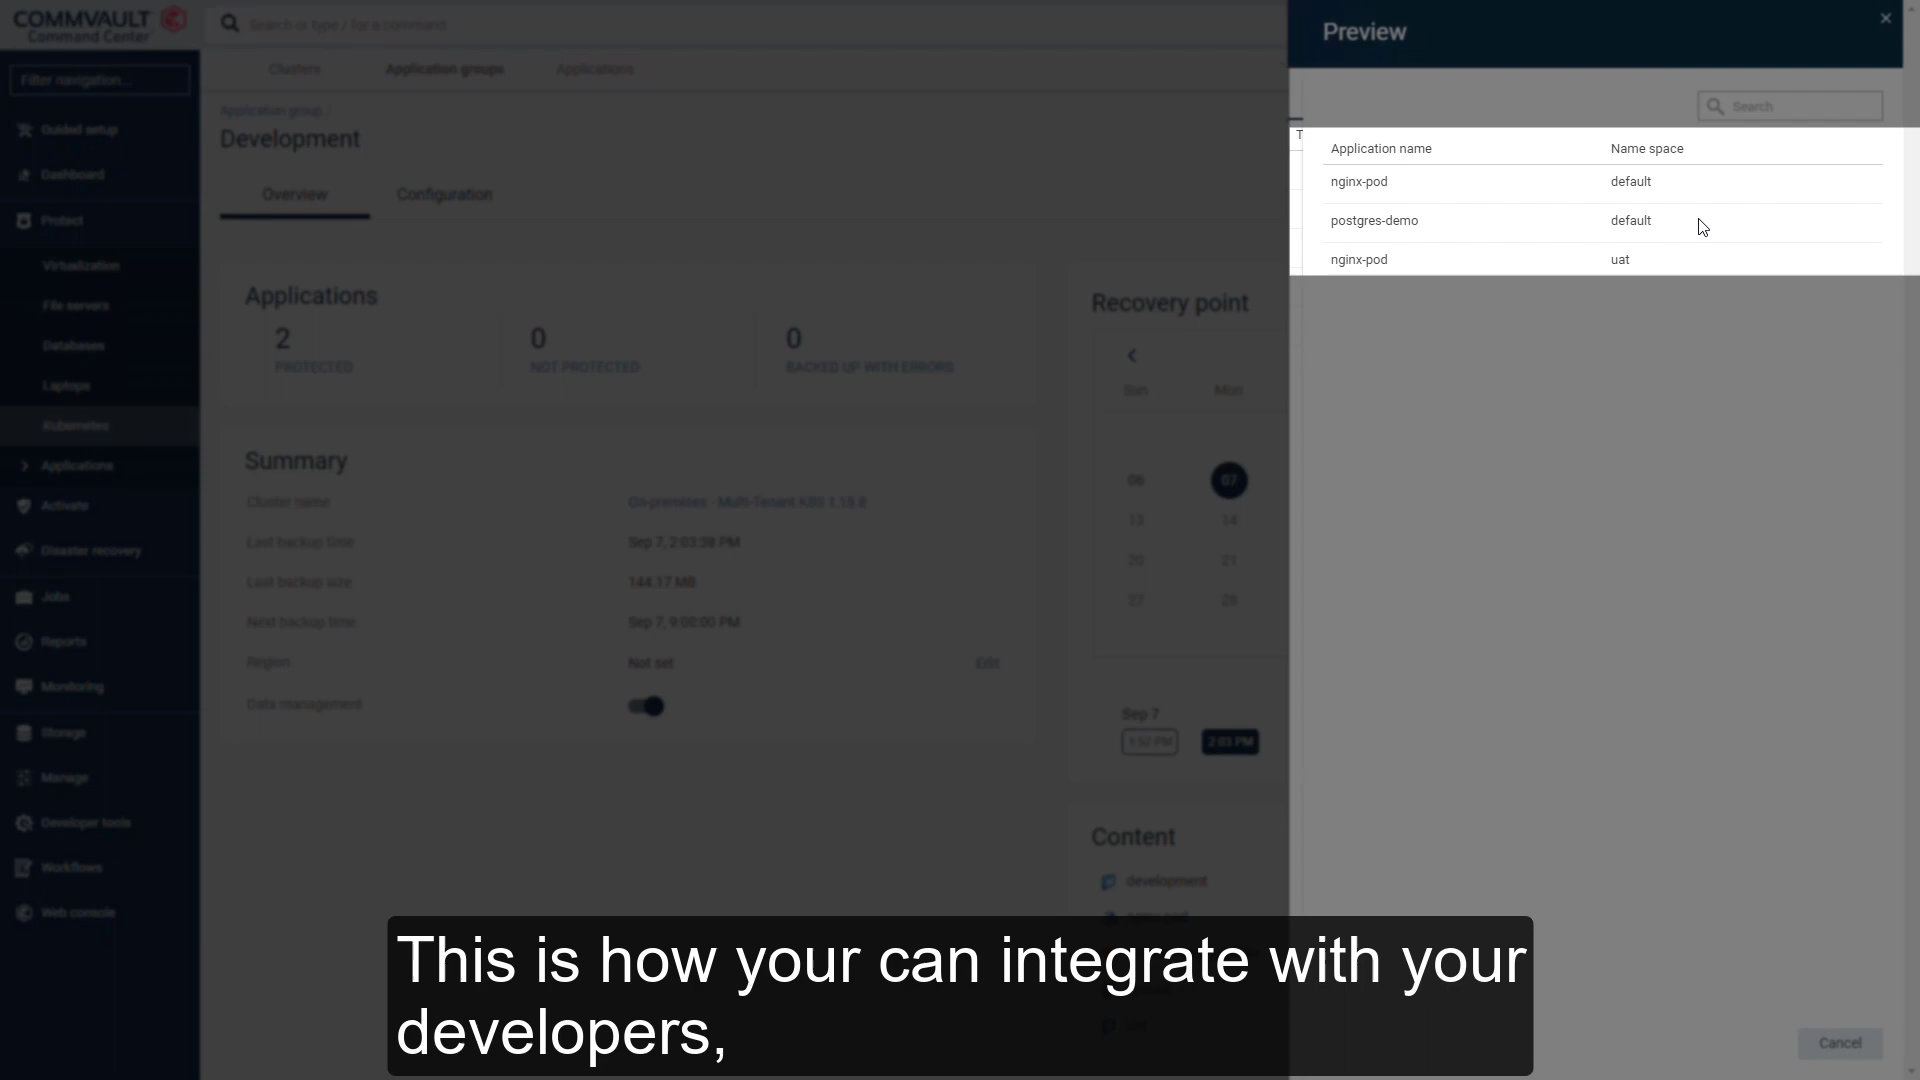 COMMVAULT
Command Center
Search or type / for a command
Filter navigation...
Guided setup
Dashboard
Protect
Virtualization
File servers
Databases
Laptops
Kubernetes
Applications
Activate
Disaster recovery
Jobs
Reports
Monitoring
Storage
Manage
Developer tools
Workflows
Web console
Clusters
Application groups
Applications
Application group /
Development
Overview
Configuration
Applications
2
PROTECTED
0
NOT PROTECTED
0
BACKED UP WITH ERRORS
Summary
Cluster name
On-premises - Multi-Tenant K8S 1.18.8
Last backup time
Sep 7, 2:03:38 PM
Last backup size
144.17 MB
Next backup time
Sep 7, 9:00:00 PM
Region
Not set
Edit
Data management
Recovery point
Sun Mon
06 07
13 14
20 21
27 28
Sep 7
1:52 PM 2:03 PM
Content
development
Preview
Search
T
Application name Name space
nginx-pod default
postgres-demo default
nginx-pod uat
Cancel
This is how your can integrate with your
developers,